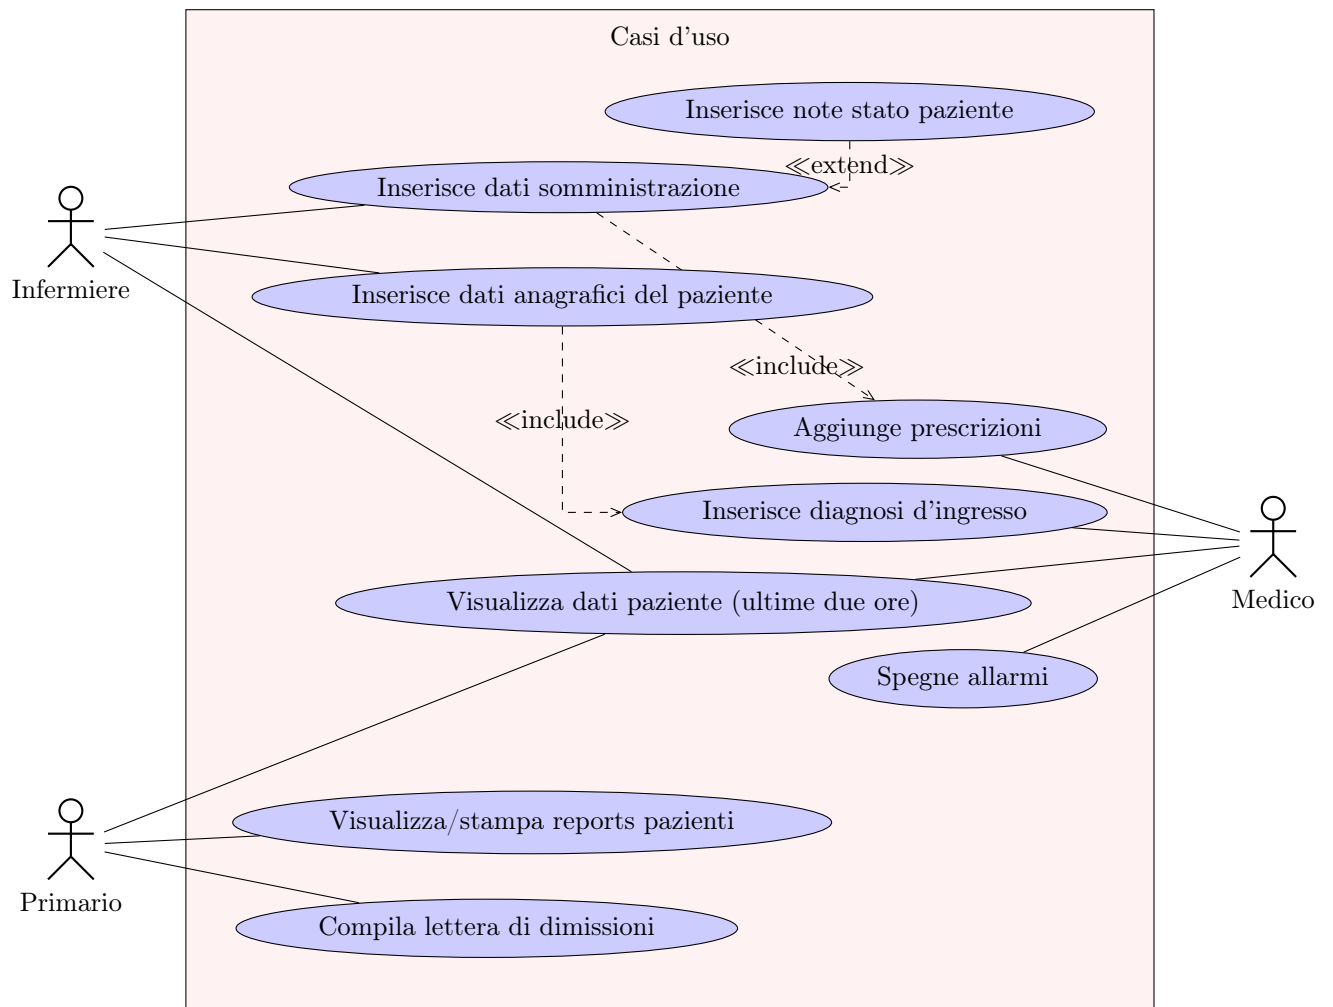 Casi d'uso
Inserisce note stato paziente
≪extend≫
Inserisce dati somministrazione
Infermiere
Inserisce dati anagrafici del paziente
≪include≫
≪include≫
Aggiunge prescrizioni
Inserisce diagnosi d'ingresso
Visualizza dati paziente (ultime due ore)
Medico
Spegne allarmi
Visualizza/stampa reports pazienti
Primario
Compila lettera di dimissioni